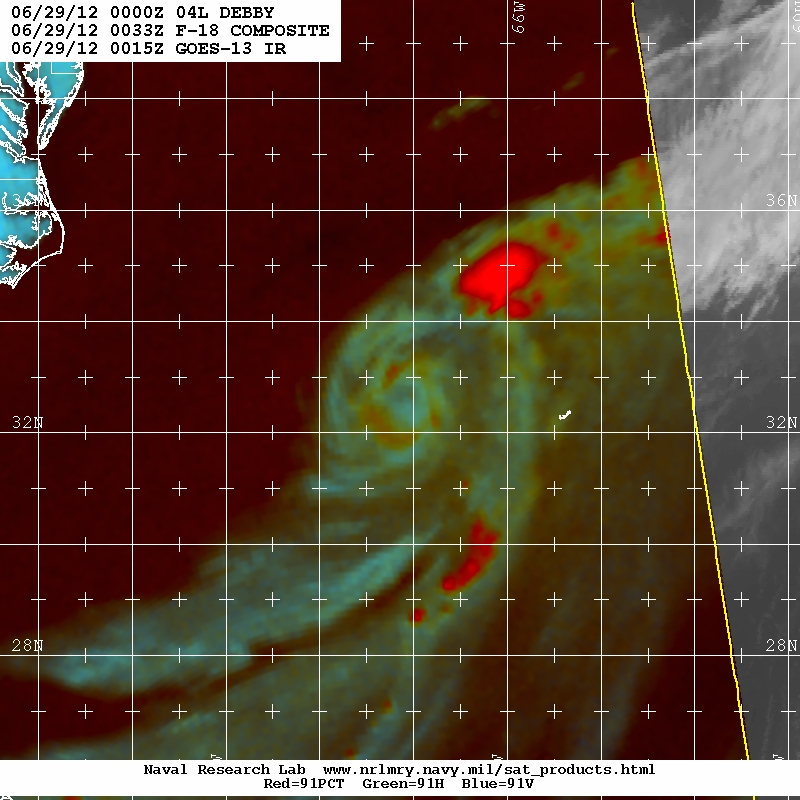 06/29/12 0000Z 04L DEBBY
06/29/12 0033Z F-18 COMPOSITE
06/29/12 0015Z GOES-13 IR
66W
36N
32N
32N
28N
28N
Naval Research Lab www.nrlmry.navy.mil/sat_products.html
Red=91PCT Green=91H Blue=91V